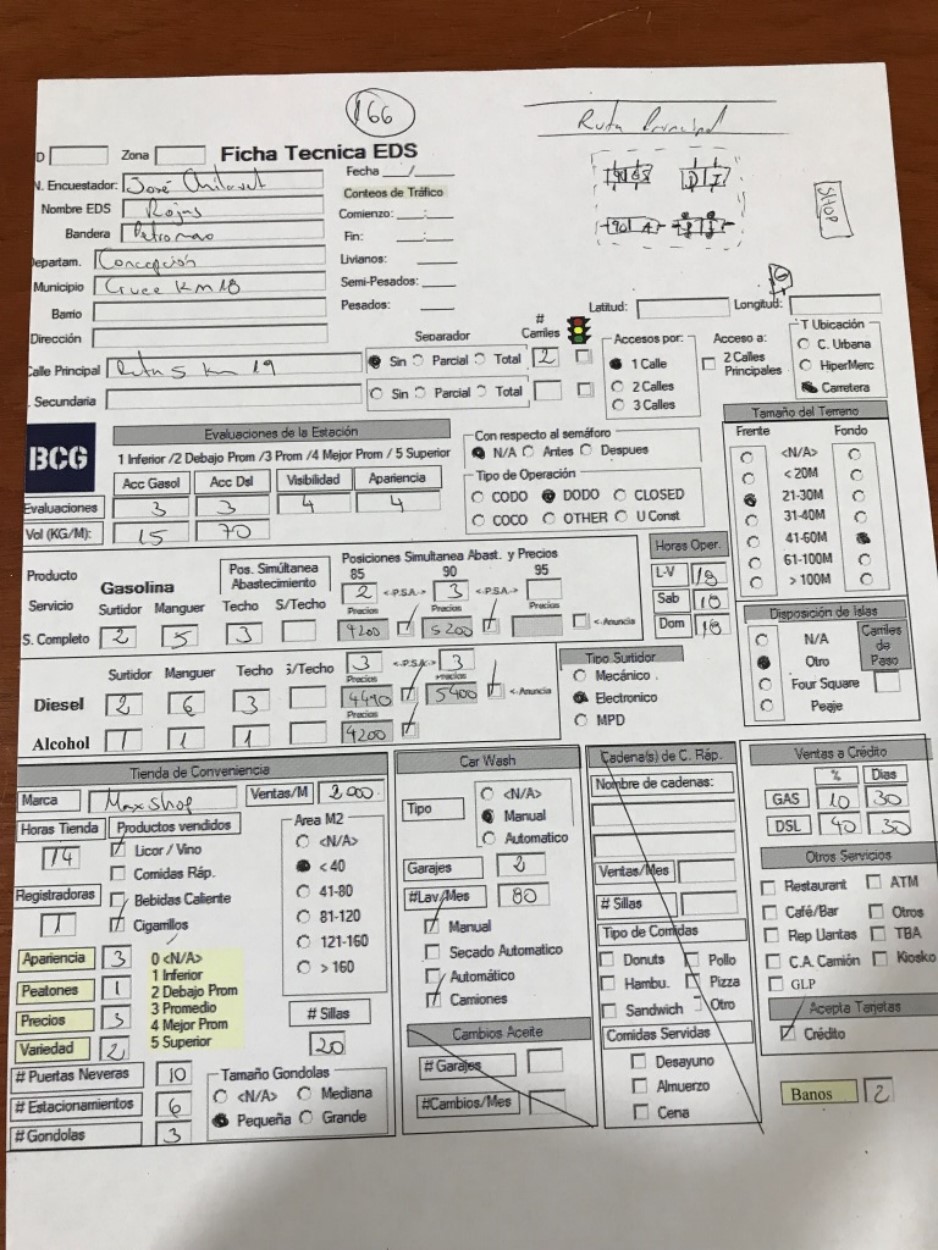 166
Ruta Principal
D Zona Ficha Tecnica EDS
SHOP
N. Encuestador: José Chilavert Fecha ___/___
Nombre EDS Rojas Conteos de Tráfico
Bandera Petromax Comienzo: ___:___
Departam. Concepción Fin: ___:___
Municipio Cruce Km 18 Livianos: ____
Barrio Semi-Pesados: ____
Dirección Pesados: ____
Latitud: Longitud:
Separador # Carriles
Calle Principal Ruta 5 km 19 Sin Parcial Total 2
Secundaria Sin Parcial Total
Accesos por:
1 Calle
2 Calles
3 Calles
Acceso a:
2 Calles Principales
T Ubicación
C. Urbana
HiperMerc
Carretera
BCG
Evaluaciones de la Estación
1 Inferior /2 Debajo Prom /3 Prom /4 Mejor Prom / 5 Superior
Acc Gasol Acc Dsl Visibilidad Apariencia
Evaluaciones 3 3 4 4
Vol (KG/M): 15 70
Con respecto al semáforo
N/A Antes Despues
Tipo de Operación
CODO DODO CLOSED
COCO OTHER U Const
Tamaño del Terreno
Frente Fondo
<N/A>
< 20M
21-30M
31-40M
41-60M
61-100M
> 100M
Producto Gasolina Pos. Simúltanea Abastecimiento
Posiciones Simultanea Abast. y Precios
85 90 95
2 <-P.S.A.-> 3 <-P.S.A.->
Servicio Surtidor Manguer Techo S/Techo Precios Precios Precios
S. Completo 2 5 3 4200 5200 <-Anuncia
Horas Oper.
L-V 18
Sab 18
Dom 18
Disposición de Islas
N/A
Otro
Four Square
Peaje
Carriles de Paso
Surtidor Manguer Techo S/Techo 3 <-P.S.A.-> 3
Precios Precios
Diesel 2 6 3 4490 5400 <-Anuncia
Precios
Alcohol 1 1 1 4200
Tipo Surtidor
Mecánico
Electronico
MPD
Tienda de Conveniencia
Marca Maxshop Ventas/M 2000
Horas Tienda 14
Productos vendidos
Licor / Vino
Comidas Ráp.
Bebidas Caliente
Cigarrillos
Registradoras 1
Area M2
<N/A>
< 40
41-80
81-120
121-160
> 160
Apariencia 3
Peatones 1
Precios 3
Variedad 2
0 <N/A>
1 Inferior
2 Debajo Prom
3 Promedio
4 Mejor Prom
5 Superior
# Sillas
20
# Puertas Neveras 10
# Estacionamientos 6
# Gondolas 3
Tamaño Gondolas
<N/A> Mediana
Pequeña Grande
Car Wash
Tipo
<N/A>
Manual
Automatico
Garajes 2
#Lav/Mes 80
Manual
Secado Automatico
Automático
Camiones
Cambios Aceite
# Garajes
#Cambios/Mes
Cadena(s) de C. Ráp.
Nombre de cadenas:
Ventas/Mes
# Sillas
Tipo de Comidas
Donuts Pollo
Hambu. Pizza
Sandwich Otro
Comidas Servidas
Desayuno
Almuerzo
Cena
Ventas a Crédito
% Dias
GAS 10 30
DSL 40 30
Otros Servicios
Restaurant ATM
Café/Bar Otros
Rep Llantas TBA
C.A. Camión Kiosko
GLP
Acepta Tarjetas
Crédito
Banos 2